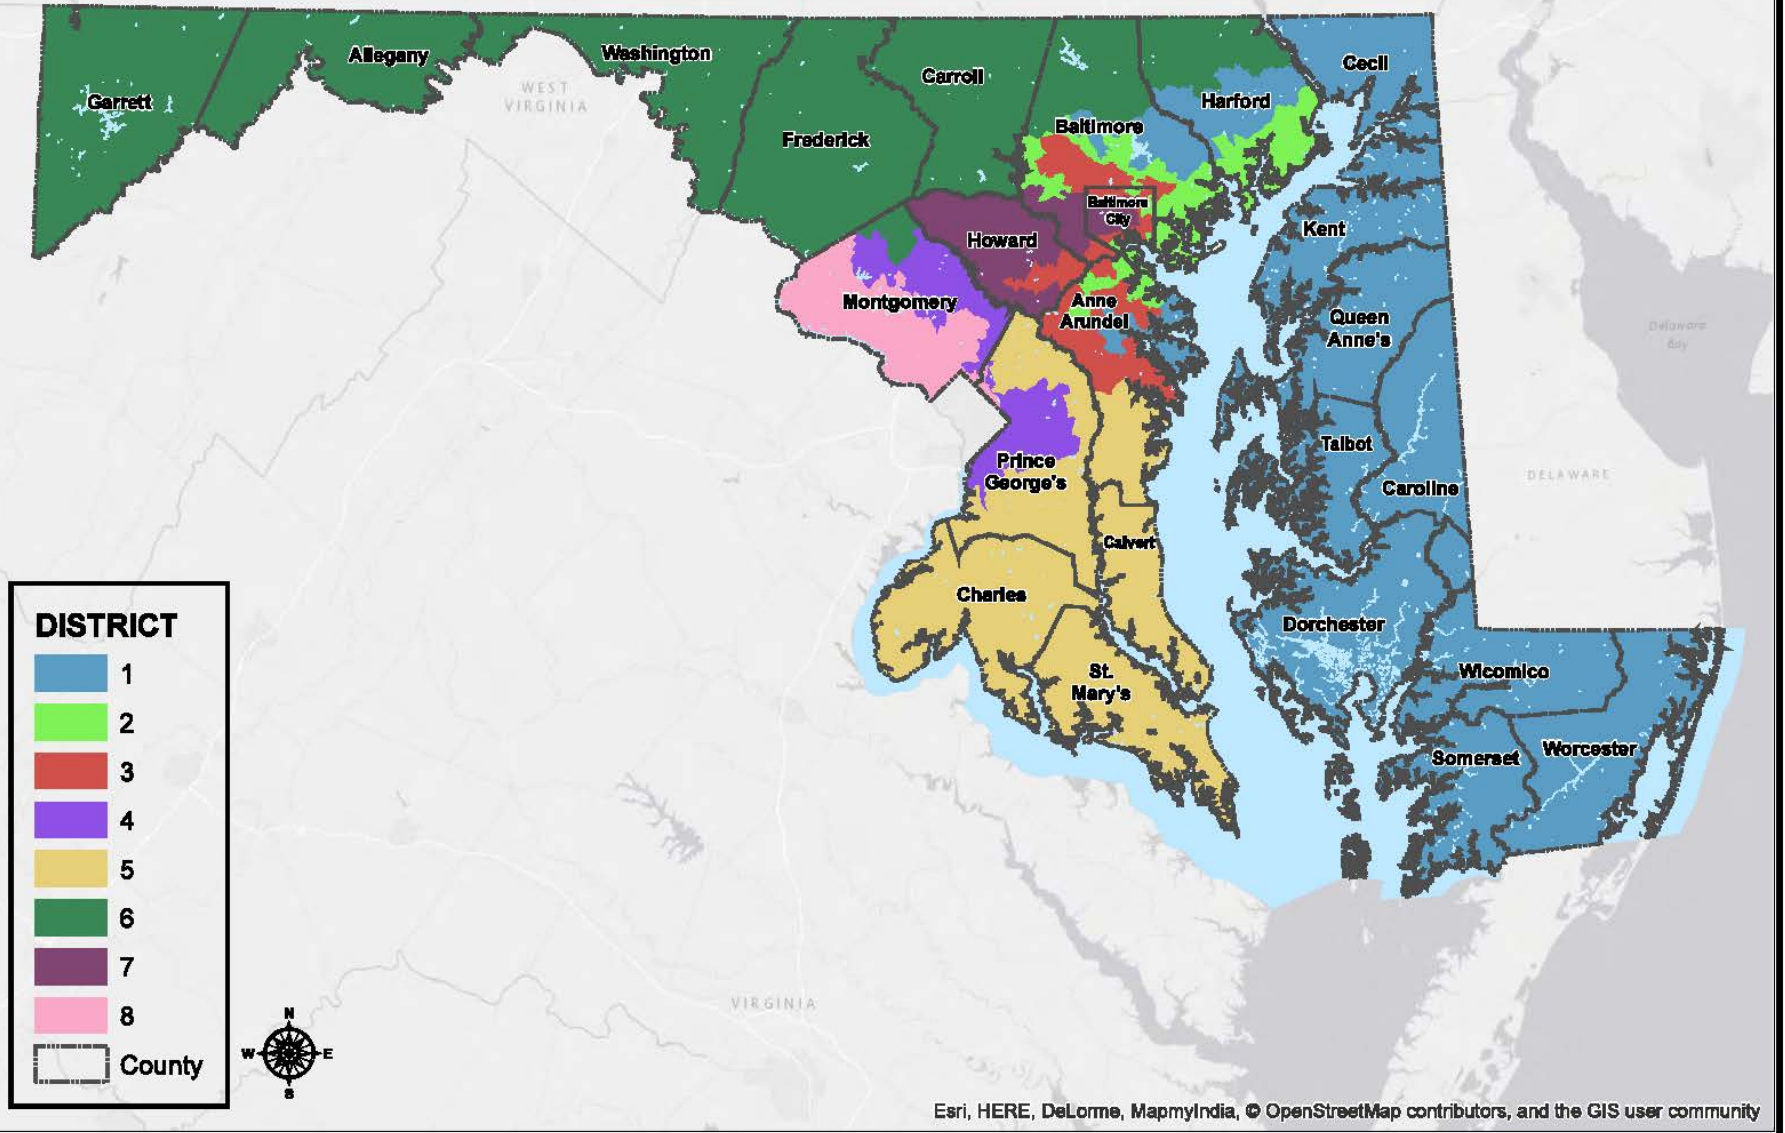 Allegany
Washington
Cecil
Carroll
Garrett
WEST
VIRGINIA
Harford
Baltimore
Frederick
Baltimore
City
Kent
Howard
Montgomery
Anne
Arundel
Queen
Anne's
Delaware
Bay
Talbot
Prince
George's
DELAWARE
Caroline
Calvert
Charles
Dorchester
St.
Mary's
Wicomico
Somerset
Worcester
DISTRICT
1
2
3
4
5
6
7
8
County
VIRGINIA
N
W
E
S
Esri, HERE, DeLorme, MapmyIndia, © OpenStreetMap contributors, and the GIS user community